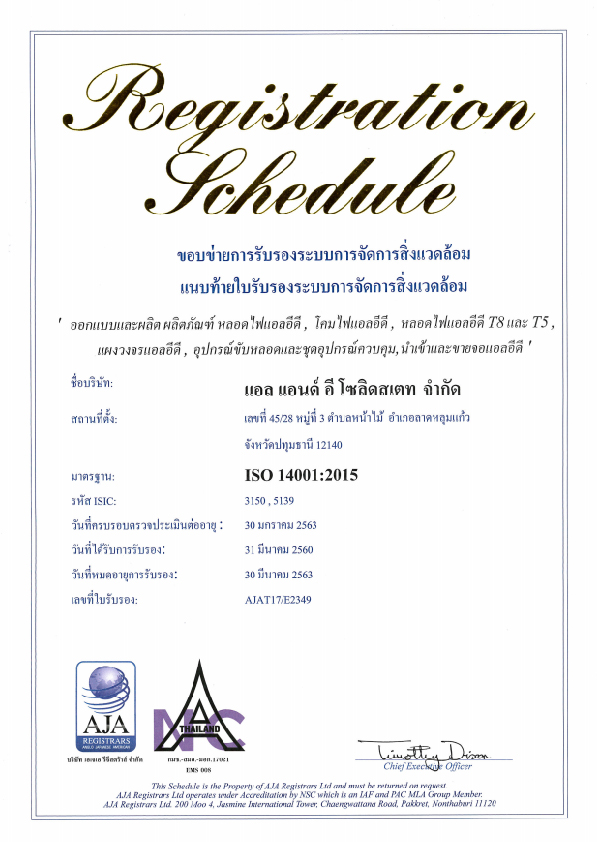 Registration
Schedule
ขอบข่ายการรับรองระบบการจัดการสิ่งแวดล้อม
แนบท้ายใบรับรองระบบการจัดการสิ่งแวดล้อม
' ออกแบบและผลิตผลิตภัณฑ์ หลอดไฟแอลอีดี , โคมไฟแอลอีดี , หลอดไฟแอลอีดี T8 และ T5 ,
แผงวงจรแอลอีดี , อุปกรณ์ขับหลอดและชุดอุปกรณ์ควบคุม,นำเข้าและขายจอแอลอีดี '
ชื่อบริษัท: แอล แอนด์ อี โซลิดสเตท จำกัด
สถานที่ตั้ง: เลขที่ 45/28 หมู่ที่ 3 ตำบลหน้าไม้ อำเภอลาดหลุมแก้ว
จังหวัดปทุมธานี 12140
มาตรฐาน: ISO 14001:2015
รหัส ISIC: 3150 , 5139
วันที่ครบรอบตรวจประเมินต่ออายุ : 30 มกราคม 2563
วันที่ได้รับการรับรอง: 31 มีนาคม 2560
วันที่หมดอายุการรับรอง: 30 มีนาคม 2563
เลขที่ใบรับรอง: AJAT17/E2349
AJA
REGISTRARS
ANGLO JAPANESE AMERICAN
บริษัท เอเจเอ รีจิสทราร์ส จำกัด
NSC
THAILAND
EMS 008
Timothy Dixon
Chief Executive Officer
This Schedule is the Property of AJA Registrars Ltd and must be returned on request
AJA Registrars Ltd operates under Accreditation by NSC which is an IAF and PAC MLA Group Member.
AJA Registrars Ltd. 200 Moo 4, Jasmine International Tower, Chaengwattana Road, Pakkret, Nonthaburi 11120